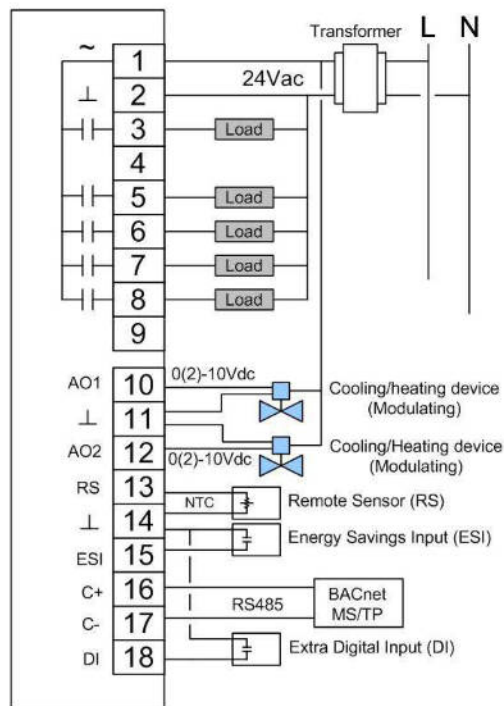 Transformer L N
~ 1
24Vac
⊥ 2
3 Load
4
5 Load
6 Load
7 Load
8 Load
9
0(2)-10Vdc
AO1 10 Cooling/heating device
(Modulating)
⊥ 11
AO2 12 Cooling/Heating device
0(2)-10Vdc (Modulating)
RS 13 NTC Remote Sensor (RS)
⊥ 14
Energy Savings Input (ESI)
ESI 15
C+ 16 BACnet
RS485 MS/TP
C- 17
DI 18 Extra Digital Input (DI)